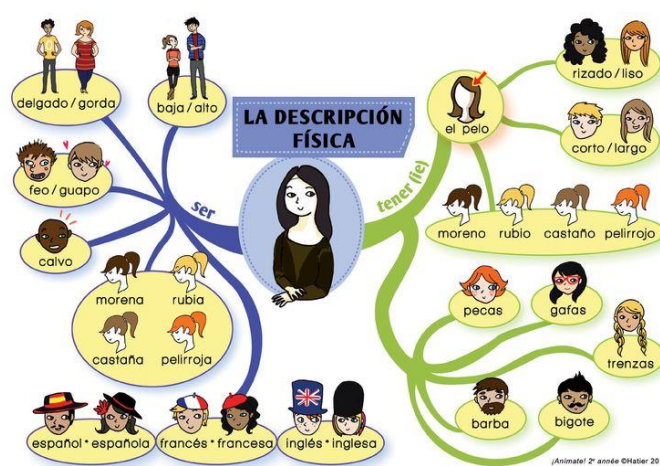 LA DESCRIPCIÓN
FÍSICA
ser
delgado / gorda
baja / alto
feo / guapo
calvo
morena
rubia
castaña
pelirroja
español * española
francés * francesa
inglés * inglesa
tener (ie)
el pelo
rizado / liso
corto / largo
moreno
rubio
castaño
pelirrojo
pecas
gafas
trenzas
barba
bigote
¡Anímate! 2e année ©Hatier 20